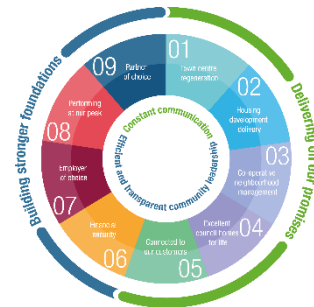 Delivering on our promises
Building stronger foundations
Constant communication
Efficient and transparent community leadership
01
Town centre
regeneration
02
Housing
development
delivery
03
Co-operative
neighbourhood
management
04
Excellent
council homes
for life
05
Connected to
our customers
06
Financial
security
07
Employer
of choice
08
Performing
at our peak
09
Partner
of choice